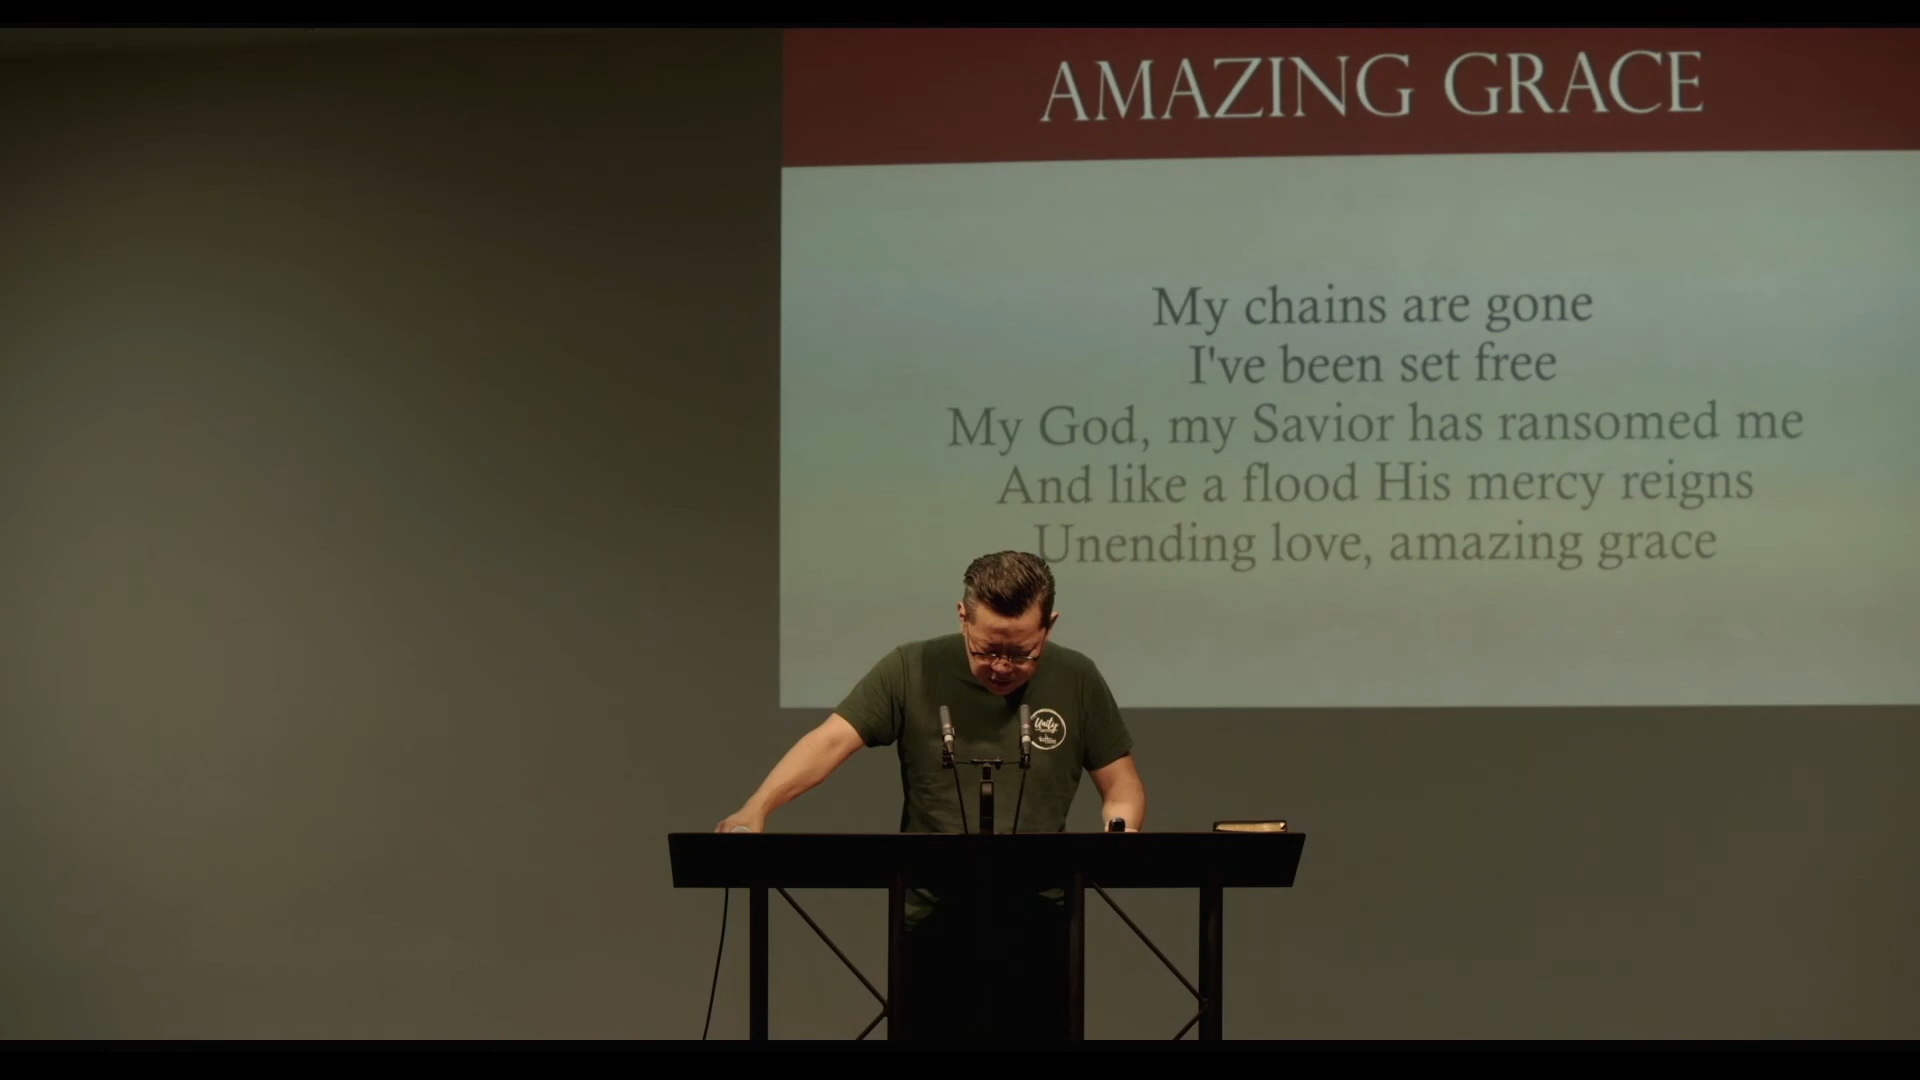 AMAZING GRACE
My chains are gone
I've been set free
My God, my Savior has ransomed me
And like a flood His mercy reigns
Unending love, amazing grace
Unity